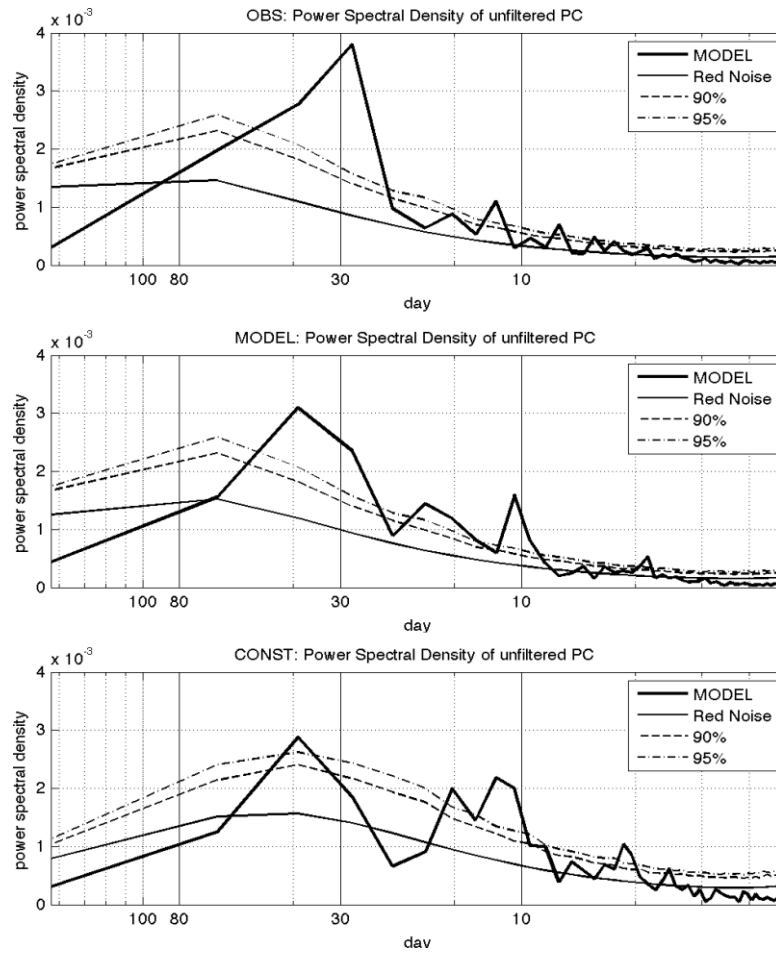 OBS: Power Spectral Density of unfiltered PC
x 10⁻³
4
3
2
1
0
power spectral density
100 80 30 10
day
MODEL
Red Noise
90%
95%
MODEL: Power Spectral Density of unfiltered PC
x 10⁻³
4
3
2
1
0
power spectral density
100 80 30 10
day
MODEL
Red Noise
90%
95%
CONST: Power Spectral Density of unfiltered PC
x 10⁻³
4
3
2
1
0
power spectral density
100 80 30 10
day
MODEL
Red Noise
90%
95%